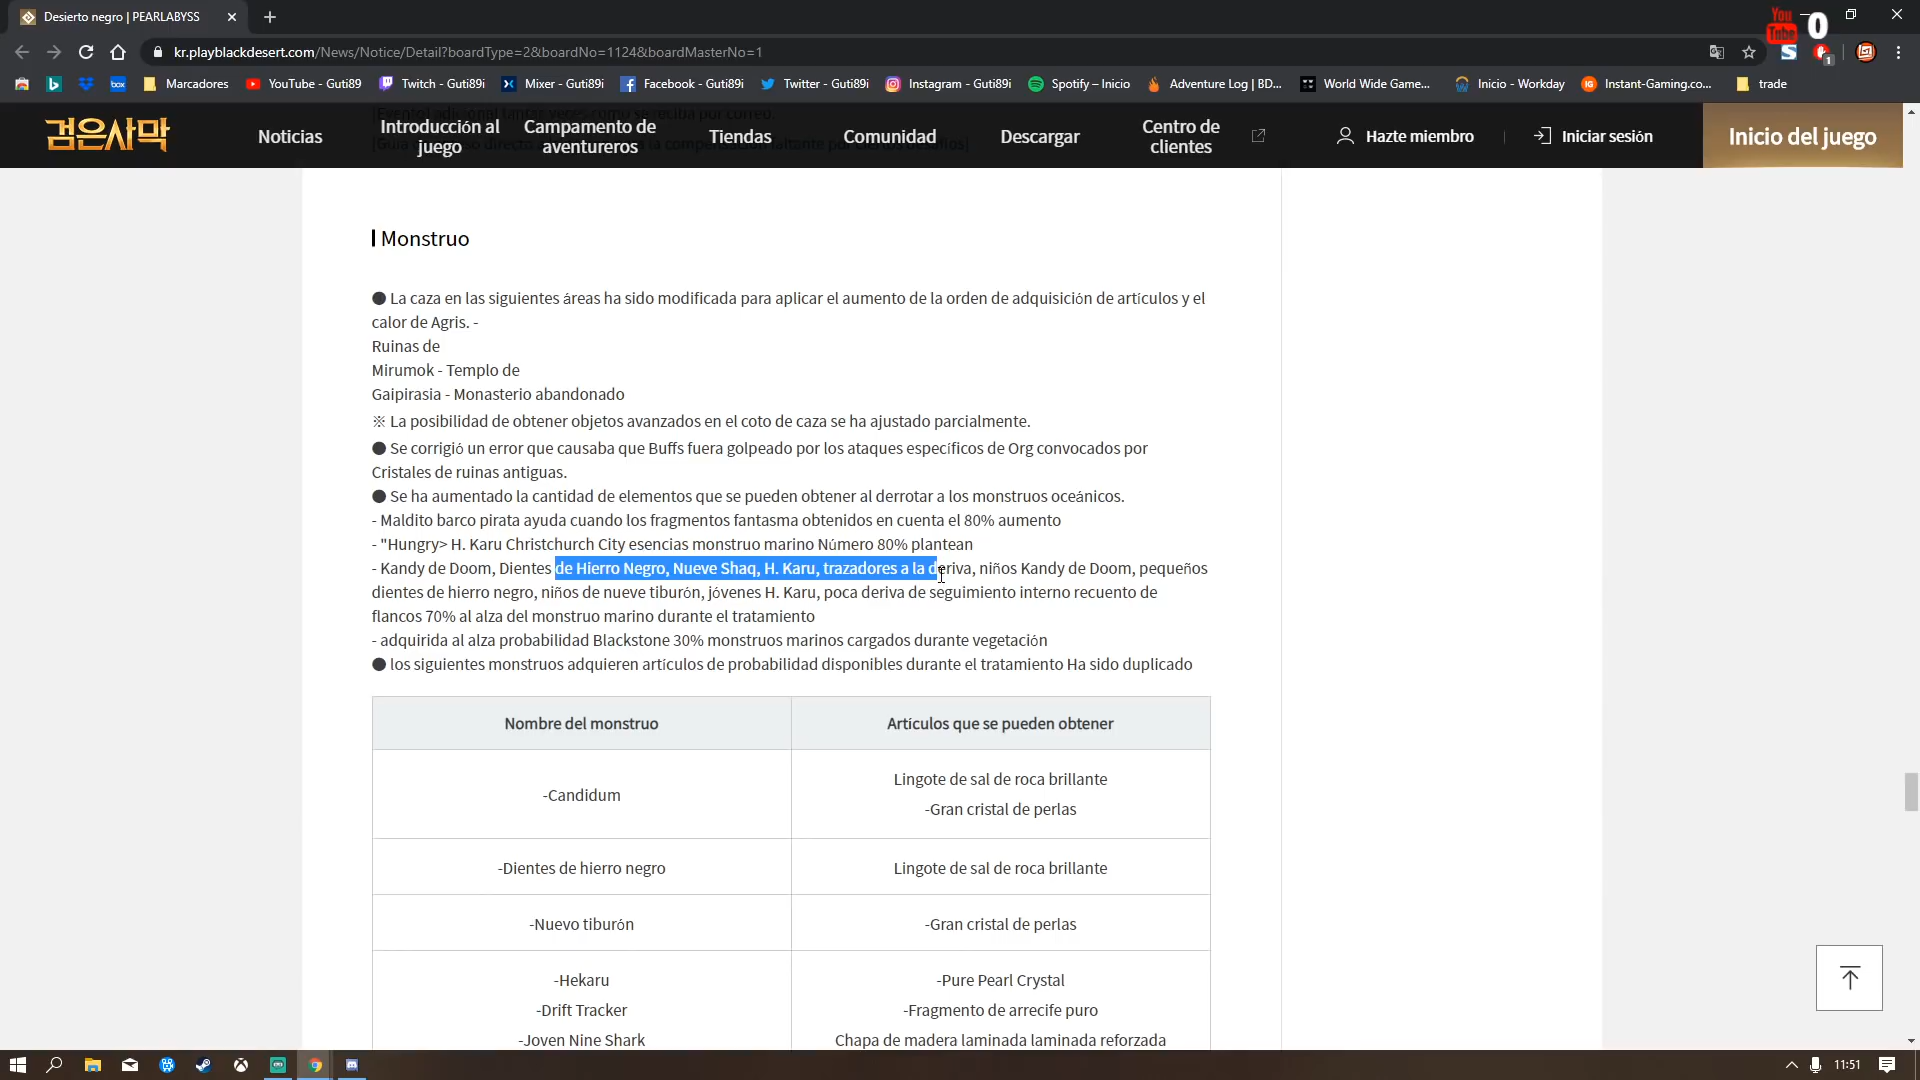 Desierto negro | PEARLABYSS
You
Tube
0
kr.playblackdesert.com/News/Notice/Detail?boardType=2&boardNo=1124&boardMasterNo=1
1
box
Marcadores
YouTube - Guti89
Twitch - Guti89i
Mixer - Guti89i
Facebook - Guti89i
Twitter - Guti89i
Instagram - Guti89i
Spotify – Inicio
Adventure Log | BD...
World Wide Game...
Inicio - Workday
Instant-Gaming.co...
trade
검은사막
Noticias
Introducción al
juego
Campamento de
aventureros
Tiendas
Comunidad
Descargar
Centro de
clientes
Hazte miembro
Iniciar sesión
Inicio del juego
Monstruo
● La caza en las siguientes áreas ha sido modificada para aplicar el aumento de la orden de adquisición de artículos y el
calor de Agris. -
Ruinas de
Mirumok - Templo de
Gaipirasia - Monasterio abandonado
※ La posibilidad de obtener objetos avanzados en el coto de caza se ha ajustado parcialmente.
● Se corrigió un error que causaba que Buffs fuera golpeado por los ataques específicos de Org convocados por
Cristales de ruinas antiguas.
● Se ha aumentado la cantidad de elementos que se pueden obtener al derrotar a los monstruos oceánicos.
- Maldito barco pirata ayuda cuando los fragmentos fantasma obtenidos en cuenta el 80% aumento
- "Hungry> H. Karu Christchurch City esencias monstruo marino Número 80% plantean
- Kandy de Doom, Dientes de Hierro Negro, Nueve Shaq, H. Karu, trazadores a la deriva, niños Kandy de Doom, pequeños
dientes de hierro negro, niños de nueve tiburón, jóvenes H. Karu, poca deriva de seguimiento interno recuento de
flancos 70% al alza del monstruo marino durante el tratamiento
- adquirida al alza probabilidad Blackstone 30% monstruos marinos cargados durante vegetación
● los siguientes monstruos adquieren artículos de probabilidad disponibles durante el tratamiento Ha sido duplicado
Nombre del monstruo
Artículos que se pueden obtener
-Candidum
Lingote de sal de roca brillante
-Gran cristal de perlas
-Dientes de hierro negro
Lingote de sal de roca brillante
-Nuevo tiburón
-Gran cristal de perlas
-Hekaru
-Drift Tracker
-Joven Nine Shark
-Pure Pearl Crystal
-Fragmento de arrecife puro
Chapa de madera laminada laminada reforzada
11:51